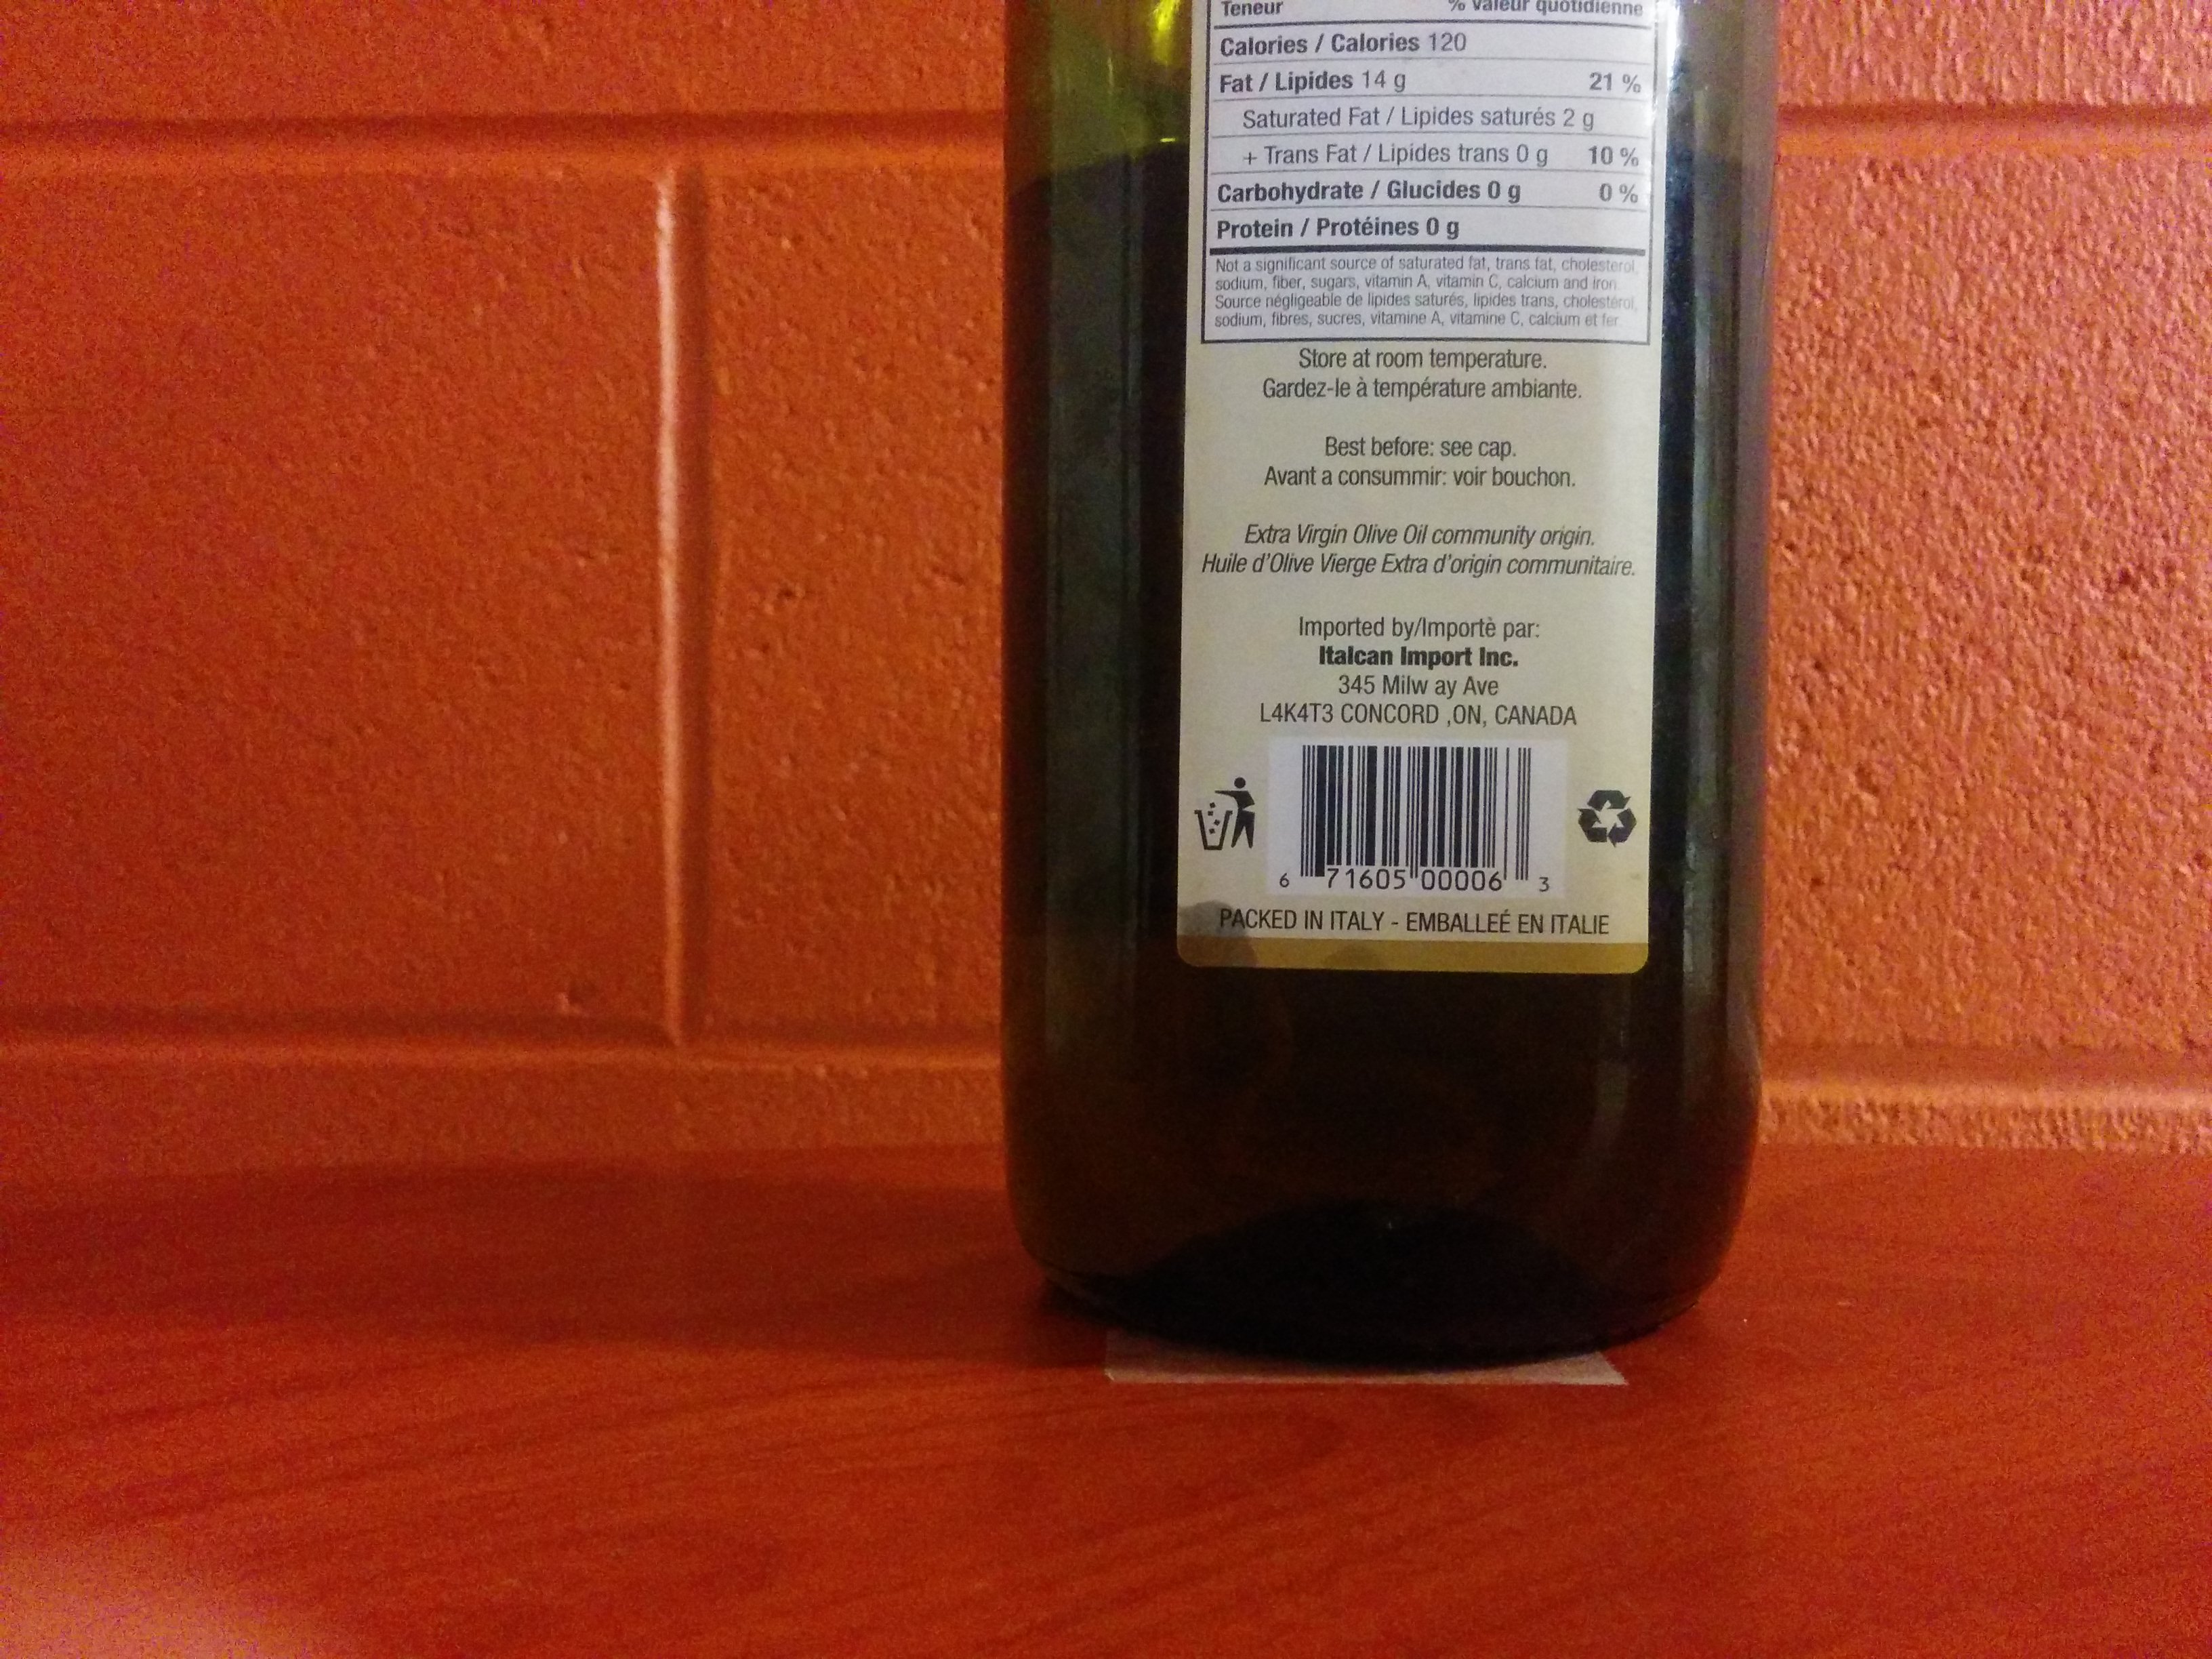 Teneur % valeur quotidienne
Calories / Calories 120
Fat / Lipides 14 g 21 %
Saturated Fat / Lipides saturés 2 g
+ Trans Fat / Lipides trans 0 g 10 %
Carbohydrate / Glucides 0 g 0 %
Protein / Protéines 0 g
Not a significant source of saturated fat, trans fat, cholesterol,
sodium, fiber, sugars, vitamin A, vitamin C, calcium and iron.
Source négligeable de lipides saturés, lipides trans, cholestérol,
sodium, fibres, sucres, vitamine A, vitamine C, calcium et fer.
Store at room temperature.
Gardez-le à température ambiante.
Best before: see cap.
Avant a consummir: voir bouchon.
Extra Virgin Olive Oil community origin.
Huile d'Olive Vierge Extra d'origin communitaire.
Imported by/Importè par:
Italcan Import Inc.
345 Milw ay Ave
L4K4T3 CONCORD ,ON, CANADA
6 71605 00006 3
PACKED IN ITALY - EMBALLEÉ EN ITALIE